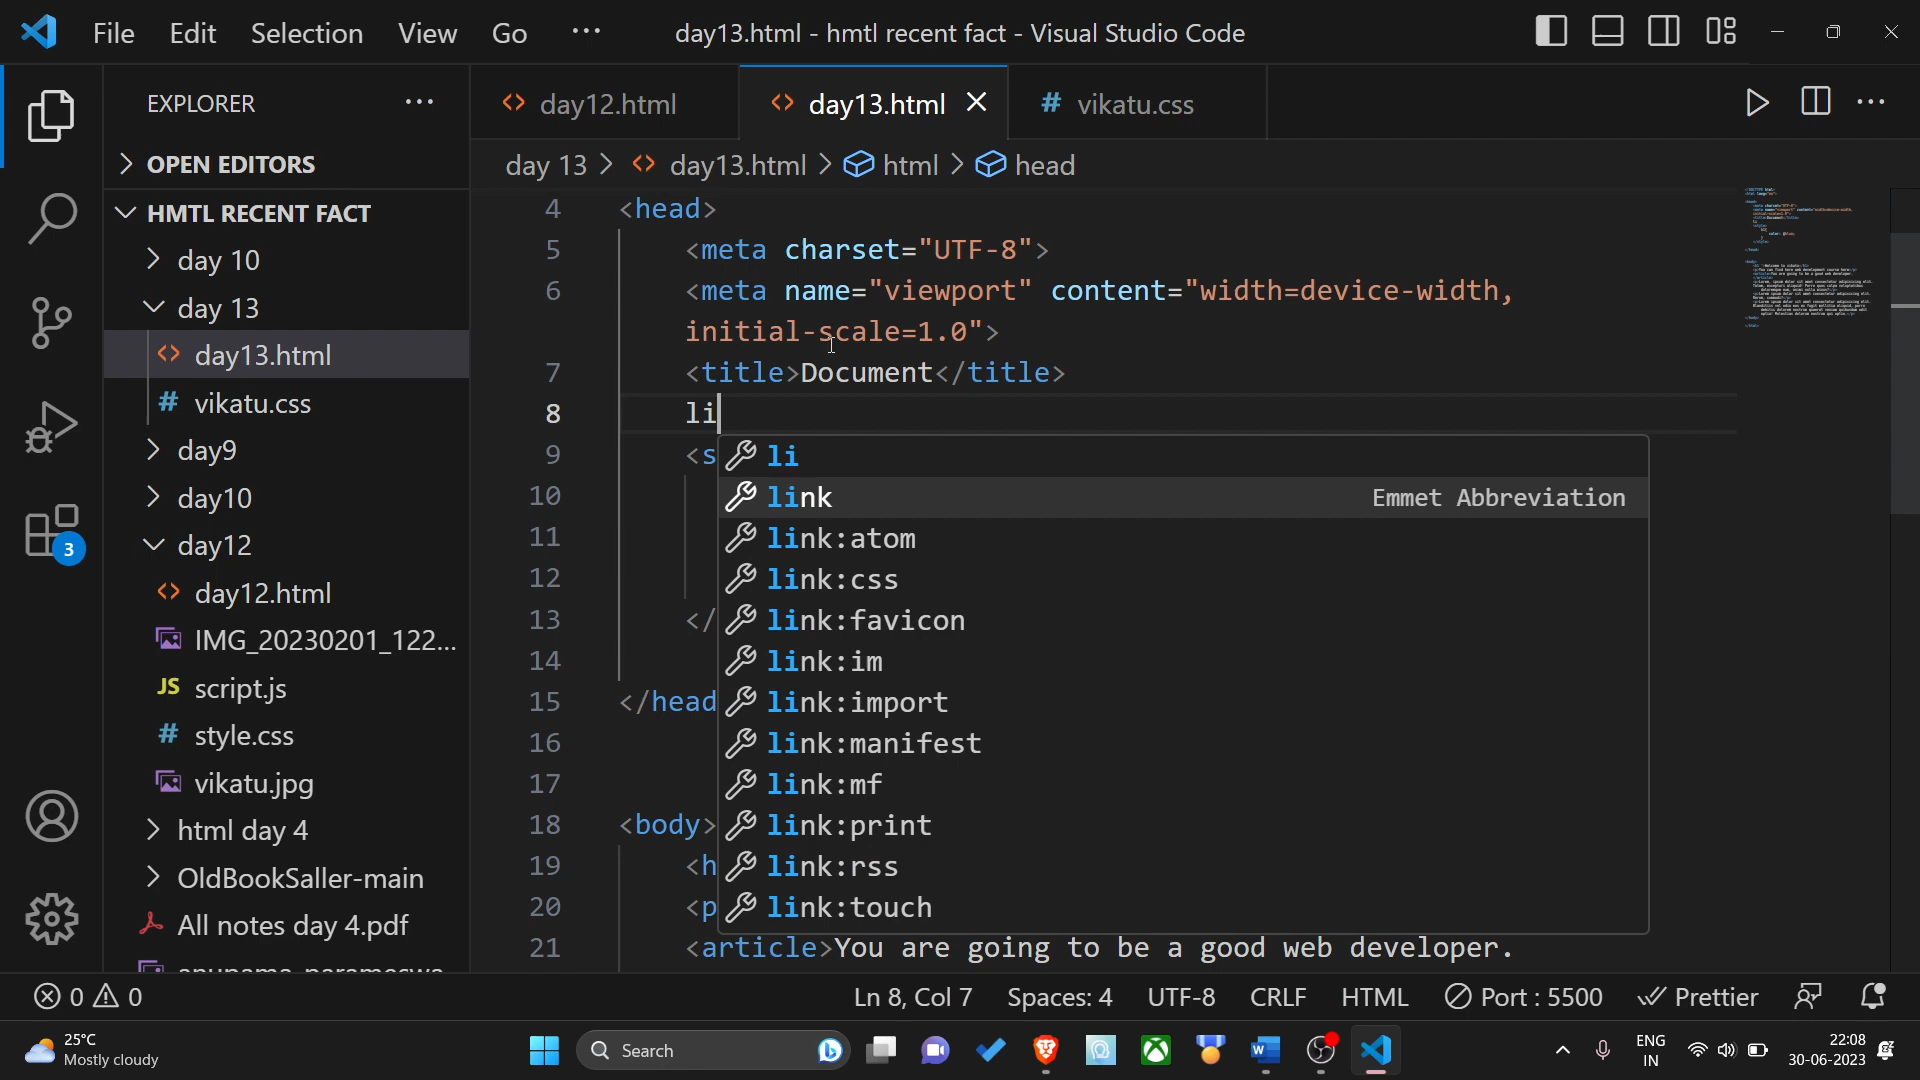 File Edit Selection View Go ··· day13.html - hmtl recent fact - Visual Studio Code
EXPLORER ···
OPEN EDITORS
HMTL RECENT FACT
day 10
day 13
day13.html
vikatu.css
day9
day10
day12
day12.html
IMG_20230201_122...
script.js
style.css
vikatu.jpg
html day 4
OldBookSaller-main
All notes day 4.pdf
3
day12.html day13.html vikatu.css
day 13 > day13.html > html > head
4 <head>
5 <meta charset="UTF-8">
6 <meta name="viewport" content="width=device-width,
initial-scale=1.0">
7 <title>Document</title>
8 li
9 <s
10
11
12
13 </
14
15 </head
16
17
18 <body>
19 <h
20 <p
21 <article>You are going to be a good web developer.
li
link Emmet Abbreviation
link:atom
link:css
link:favicon
link:im
link:import
link:manifest
link:mf
link:print
link:rss
link:touch
0 0 Ln 8, Col 7 Spaces: 4 UTF-8 CRLF HTML Port : 5500 Prettier
25°C
Mostly cloudy
Search
ENG
IN
22:08
30-06-2023